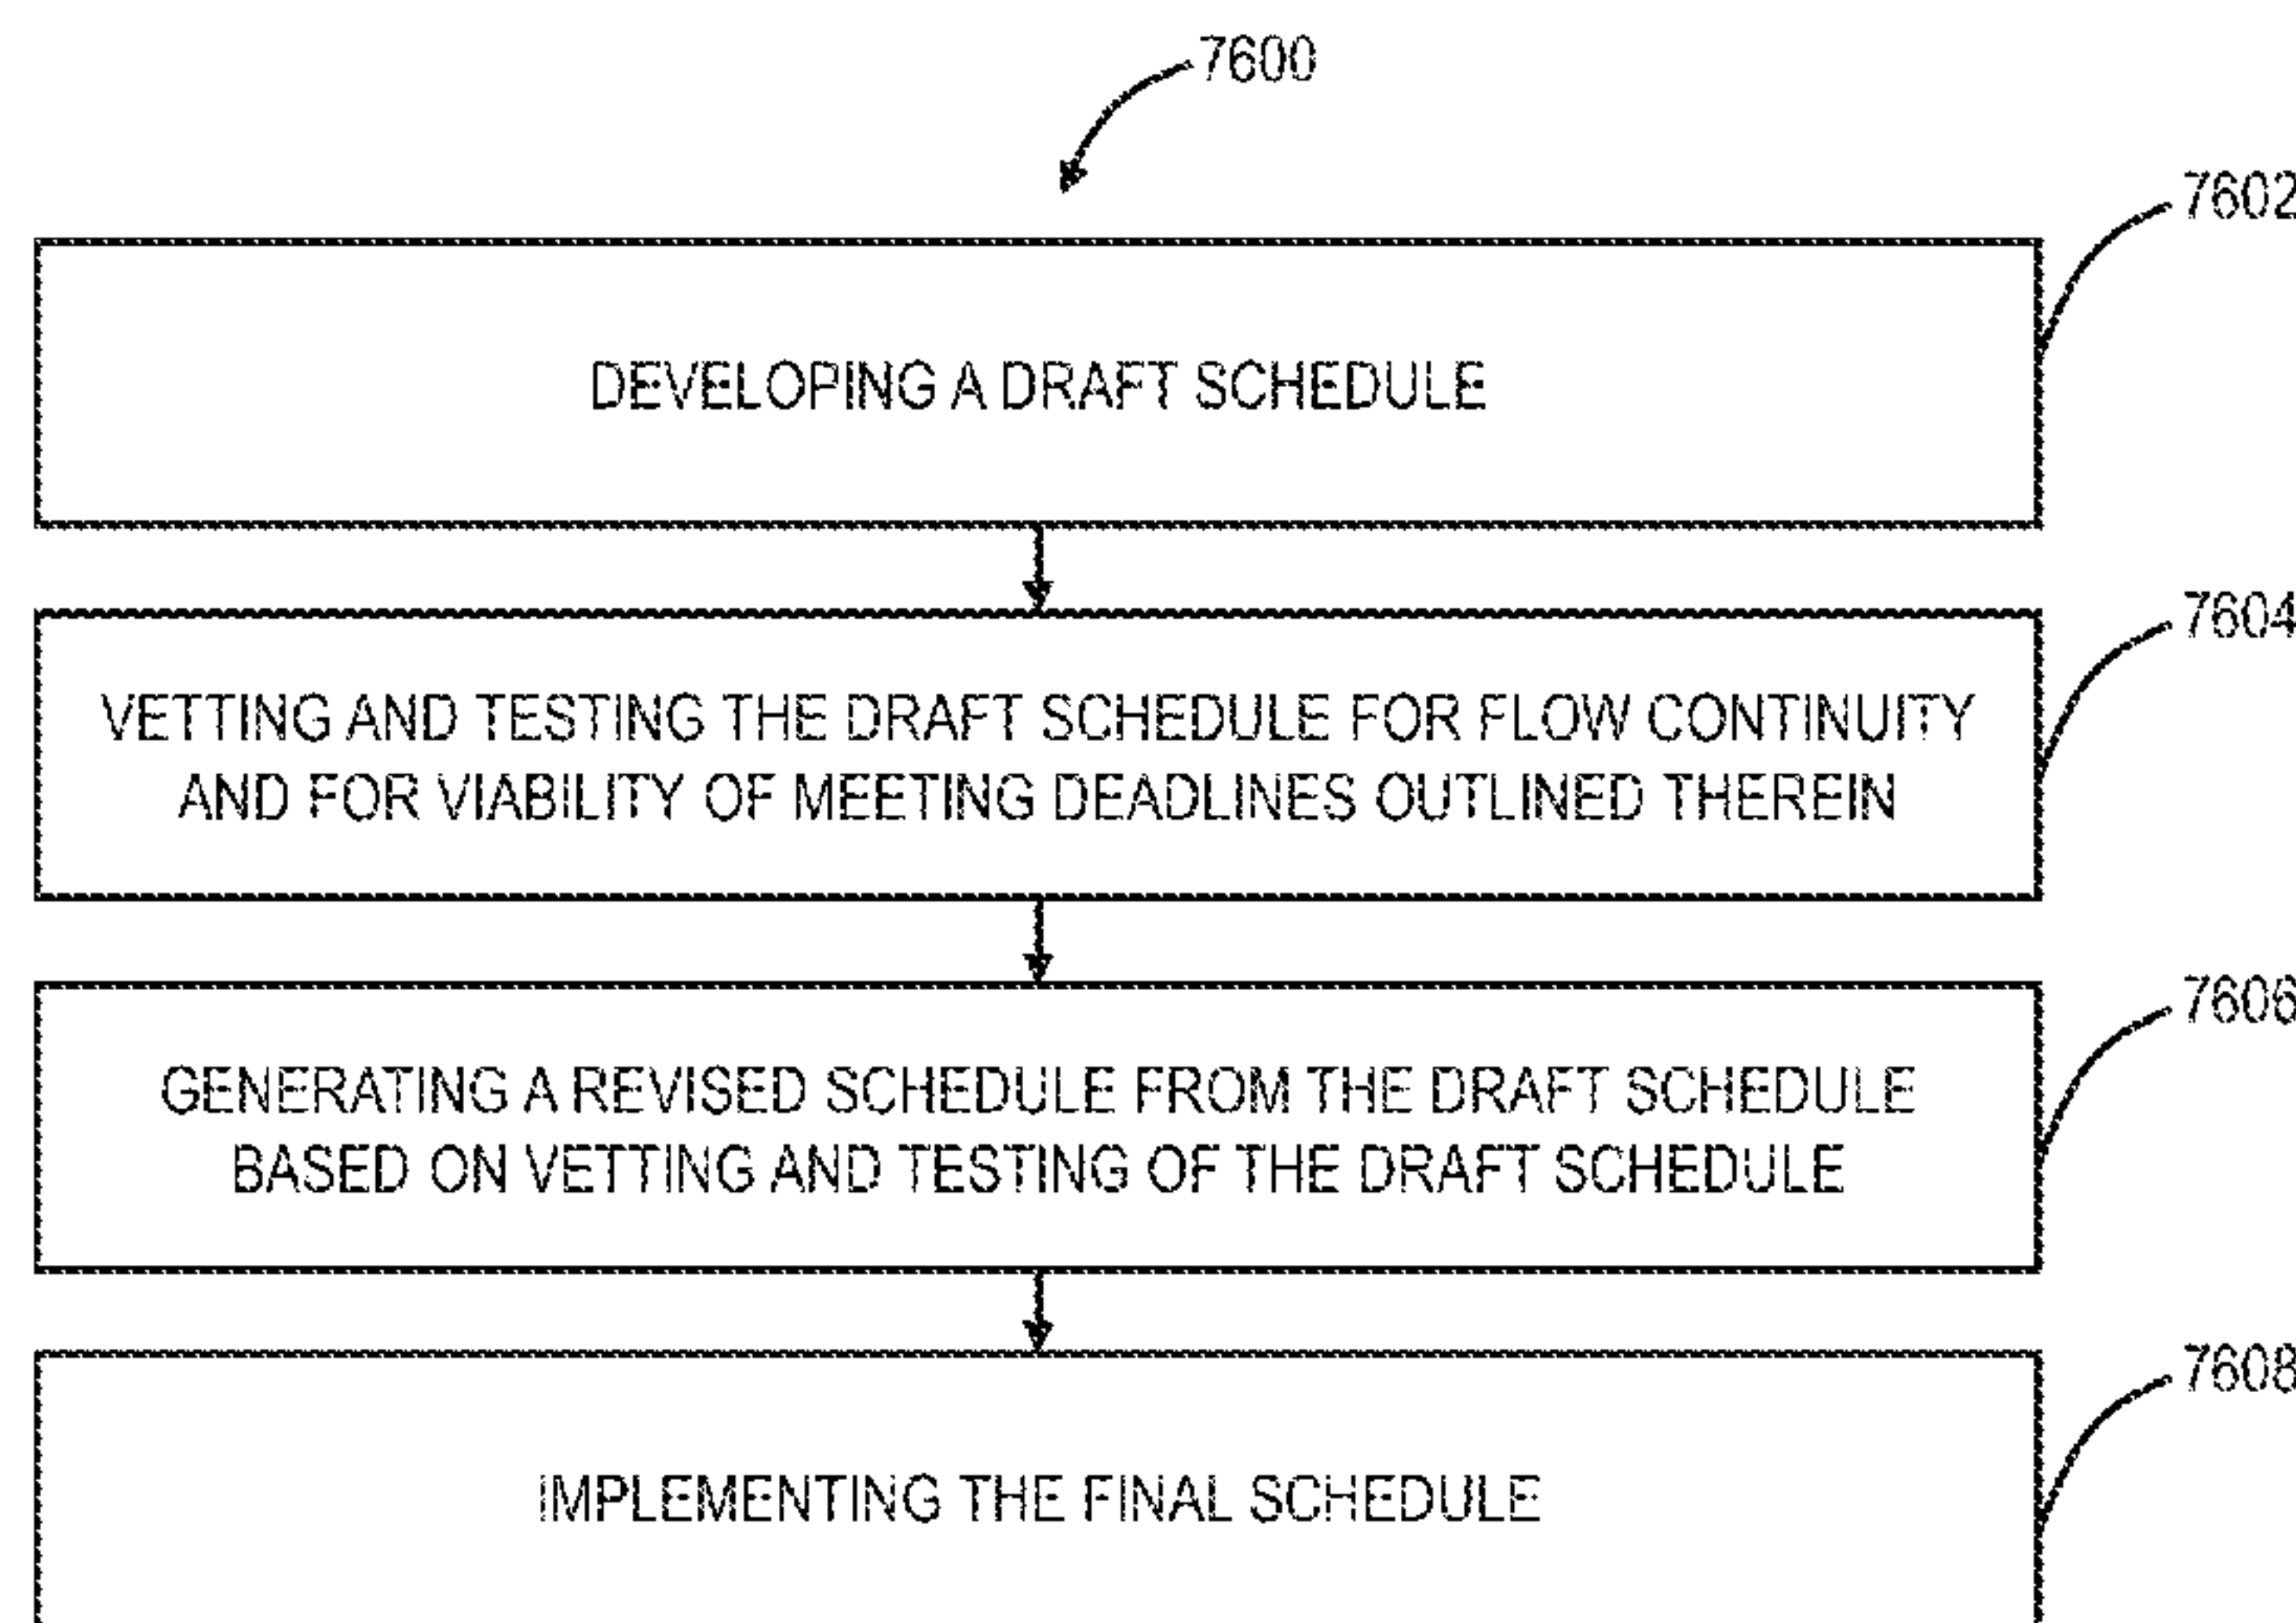 7600
7602
DEVELOPING A DRAFT SCHEDULE
7604
VETTING AND TESTING THE DRAFT SCHEDULE FOR FLOW CONTINUITY
AND FOR VIABILITY OF MEETING DEADLINES OUTLINED THEREIN
7606
GENERATING A REVISED SCHEDULE FROM THE DRAFT SCHEDULE
BASED ON VETTING AND TESTING OF THE DRAFT SCHEDULE
7608
IMPLEMENTING THE FINAL SCHEDULE